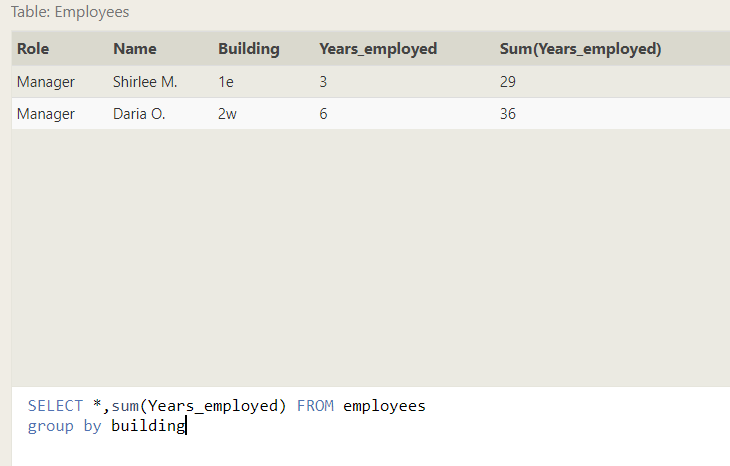 Table: Employees
Role Name Building Years_employed Sum(Years_employed)
Manager Shirlee M. 1e 3 29
Manager Daria O. 2w 6 36
SELECT *,sum(Years_employed) FROM employees
group by building